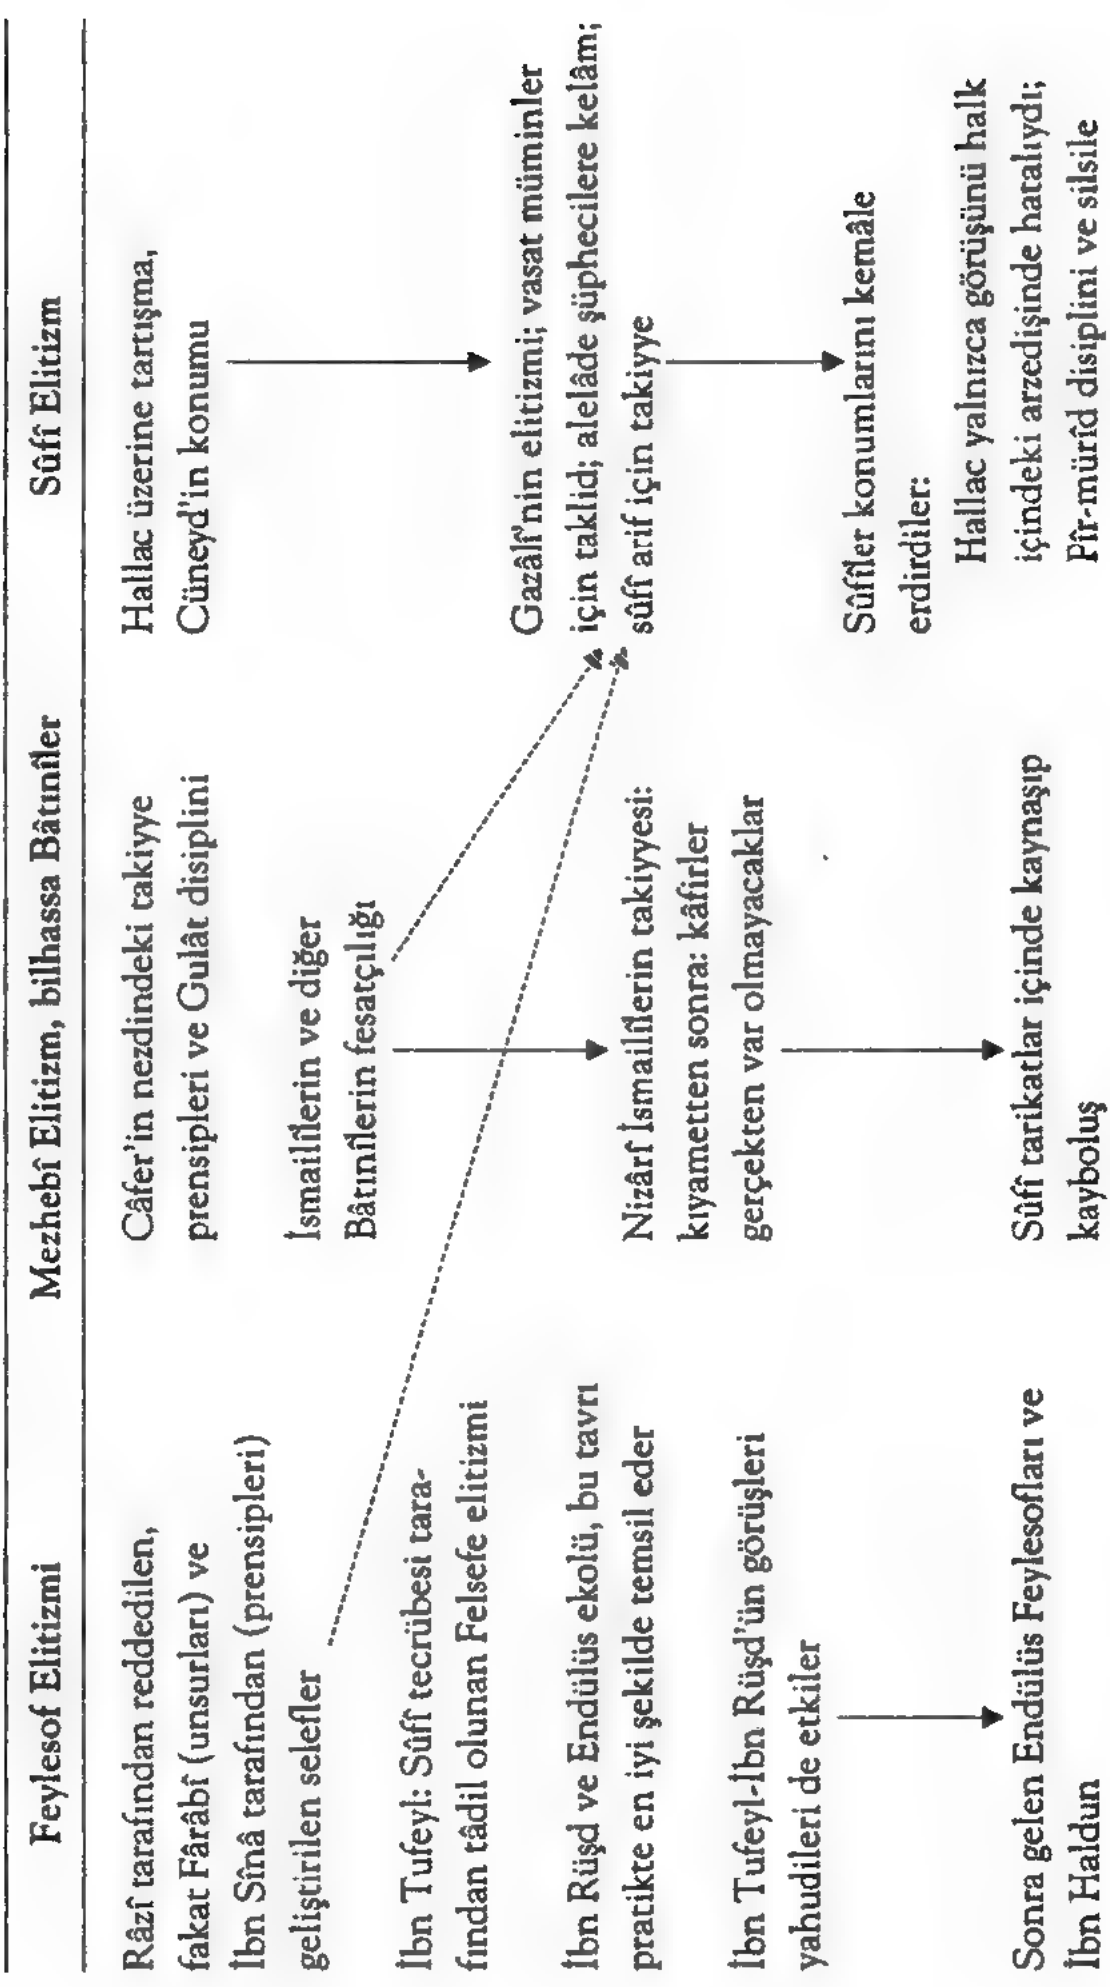 Feylesof Elitizmi
Râzî tarafından reddedilen,
fakat Fârâbî (unsurları) ve
İbn Sînâ tarafından (prensipleri)
geliştirilen selefler
İbn Tufeyl: Sûfî tecrübesi tara-
fından tâdil olunan Felsefe elitizmi
İbn Rüşd ve Endülüs ekolü, bu tavrı
pratikte en iyi şekilde temsil eder
İbn Tufeyl-İbn Rüşd'ün görüşleri
yahudileri de etkiler
Sonra gelen Endülüs Feylesofları ve
İbn Haldun
Mezhebî Elitizm, bilhassa Bâtınîler
Câfer'in nezdindeki takiyye
prensipleri ve Gulât disiplini
İsmailîlerin ve diğer
Bâtınîlerin fesatçılığı
Nizârî İsmailîlerin takiyyesi:
kıyametten sonra: kâfirler
gerçekten var olmayacaklar
Sûfî tarikatlar içinde kaynaşıp
kayboluş
Sûfî Elitizm
Hallac üzerine tartışma,
Cüneyd'in konumu
Gazâlî'nin elitizmi; vasat müminler
için taklid; alelâde şüphecilere kelâm;
sûfî arif için takiyye
Sûfîler konumlarını kemâle
erdirdiler:
Hallac yalnızca görüşünü halk
içindeki arzedişinde hatalıydı;
Pîr-mürîd disiplini ve silsile